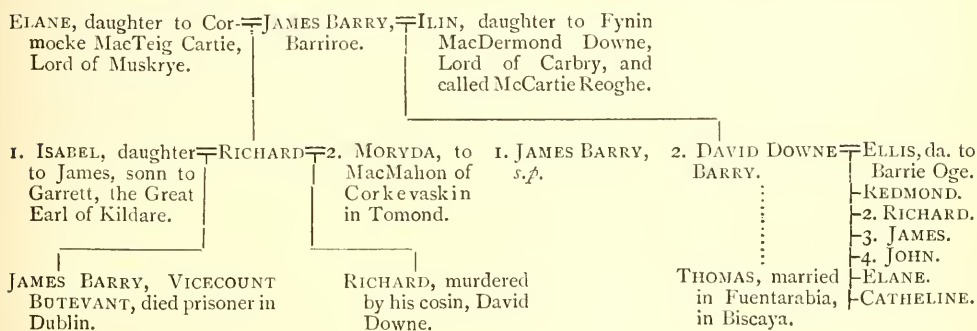 ELANE, daughter to Cor-
mocke MacTeig Cartie,
Lord of Muskrye.
JAMES BARRY,
Barriroe.
ILIN, daughter to Fynin
MacDermond Downe,
Lord of Carbry, and
called McCartie Reoghe.
1. ISABEL, daughter
to James, sonn to
Garrett, the Great
Earl of Kildare.
RICHARD
2. MORYDA, to
MacMahon of
Corkevaskin
in Tomond.
1. JAMES BARRY,
s.p.
2. DAVID DOWNE
BARRY.
ELLIS, da. to
Barrie Oge.
REDMOND.
2. RICHARD.
3. JAMES.
4. JOHN.
ELANE.
CATHELINE.
JAMES BARRY, VICECOUNT
BUTEVANT, died prisoner in
Dublin.
RICHARD, murdered
by his cosin, David
Downe.
THOMAS, married
in Fuentarabia,
in Biscaya.